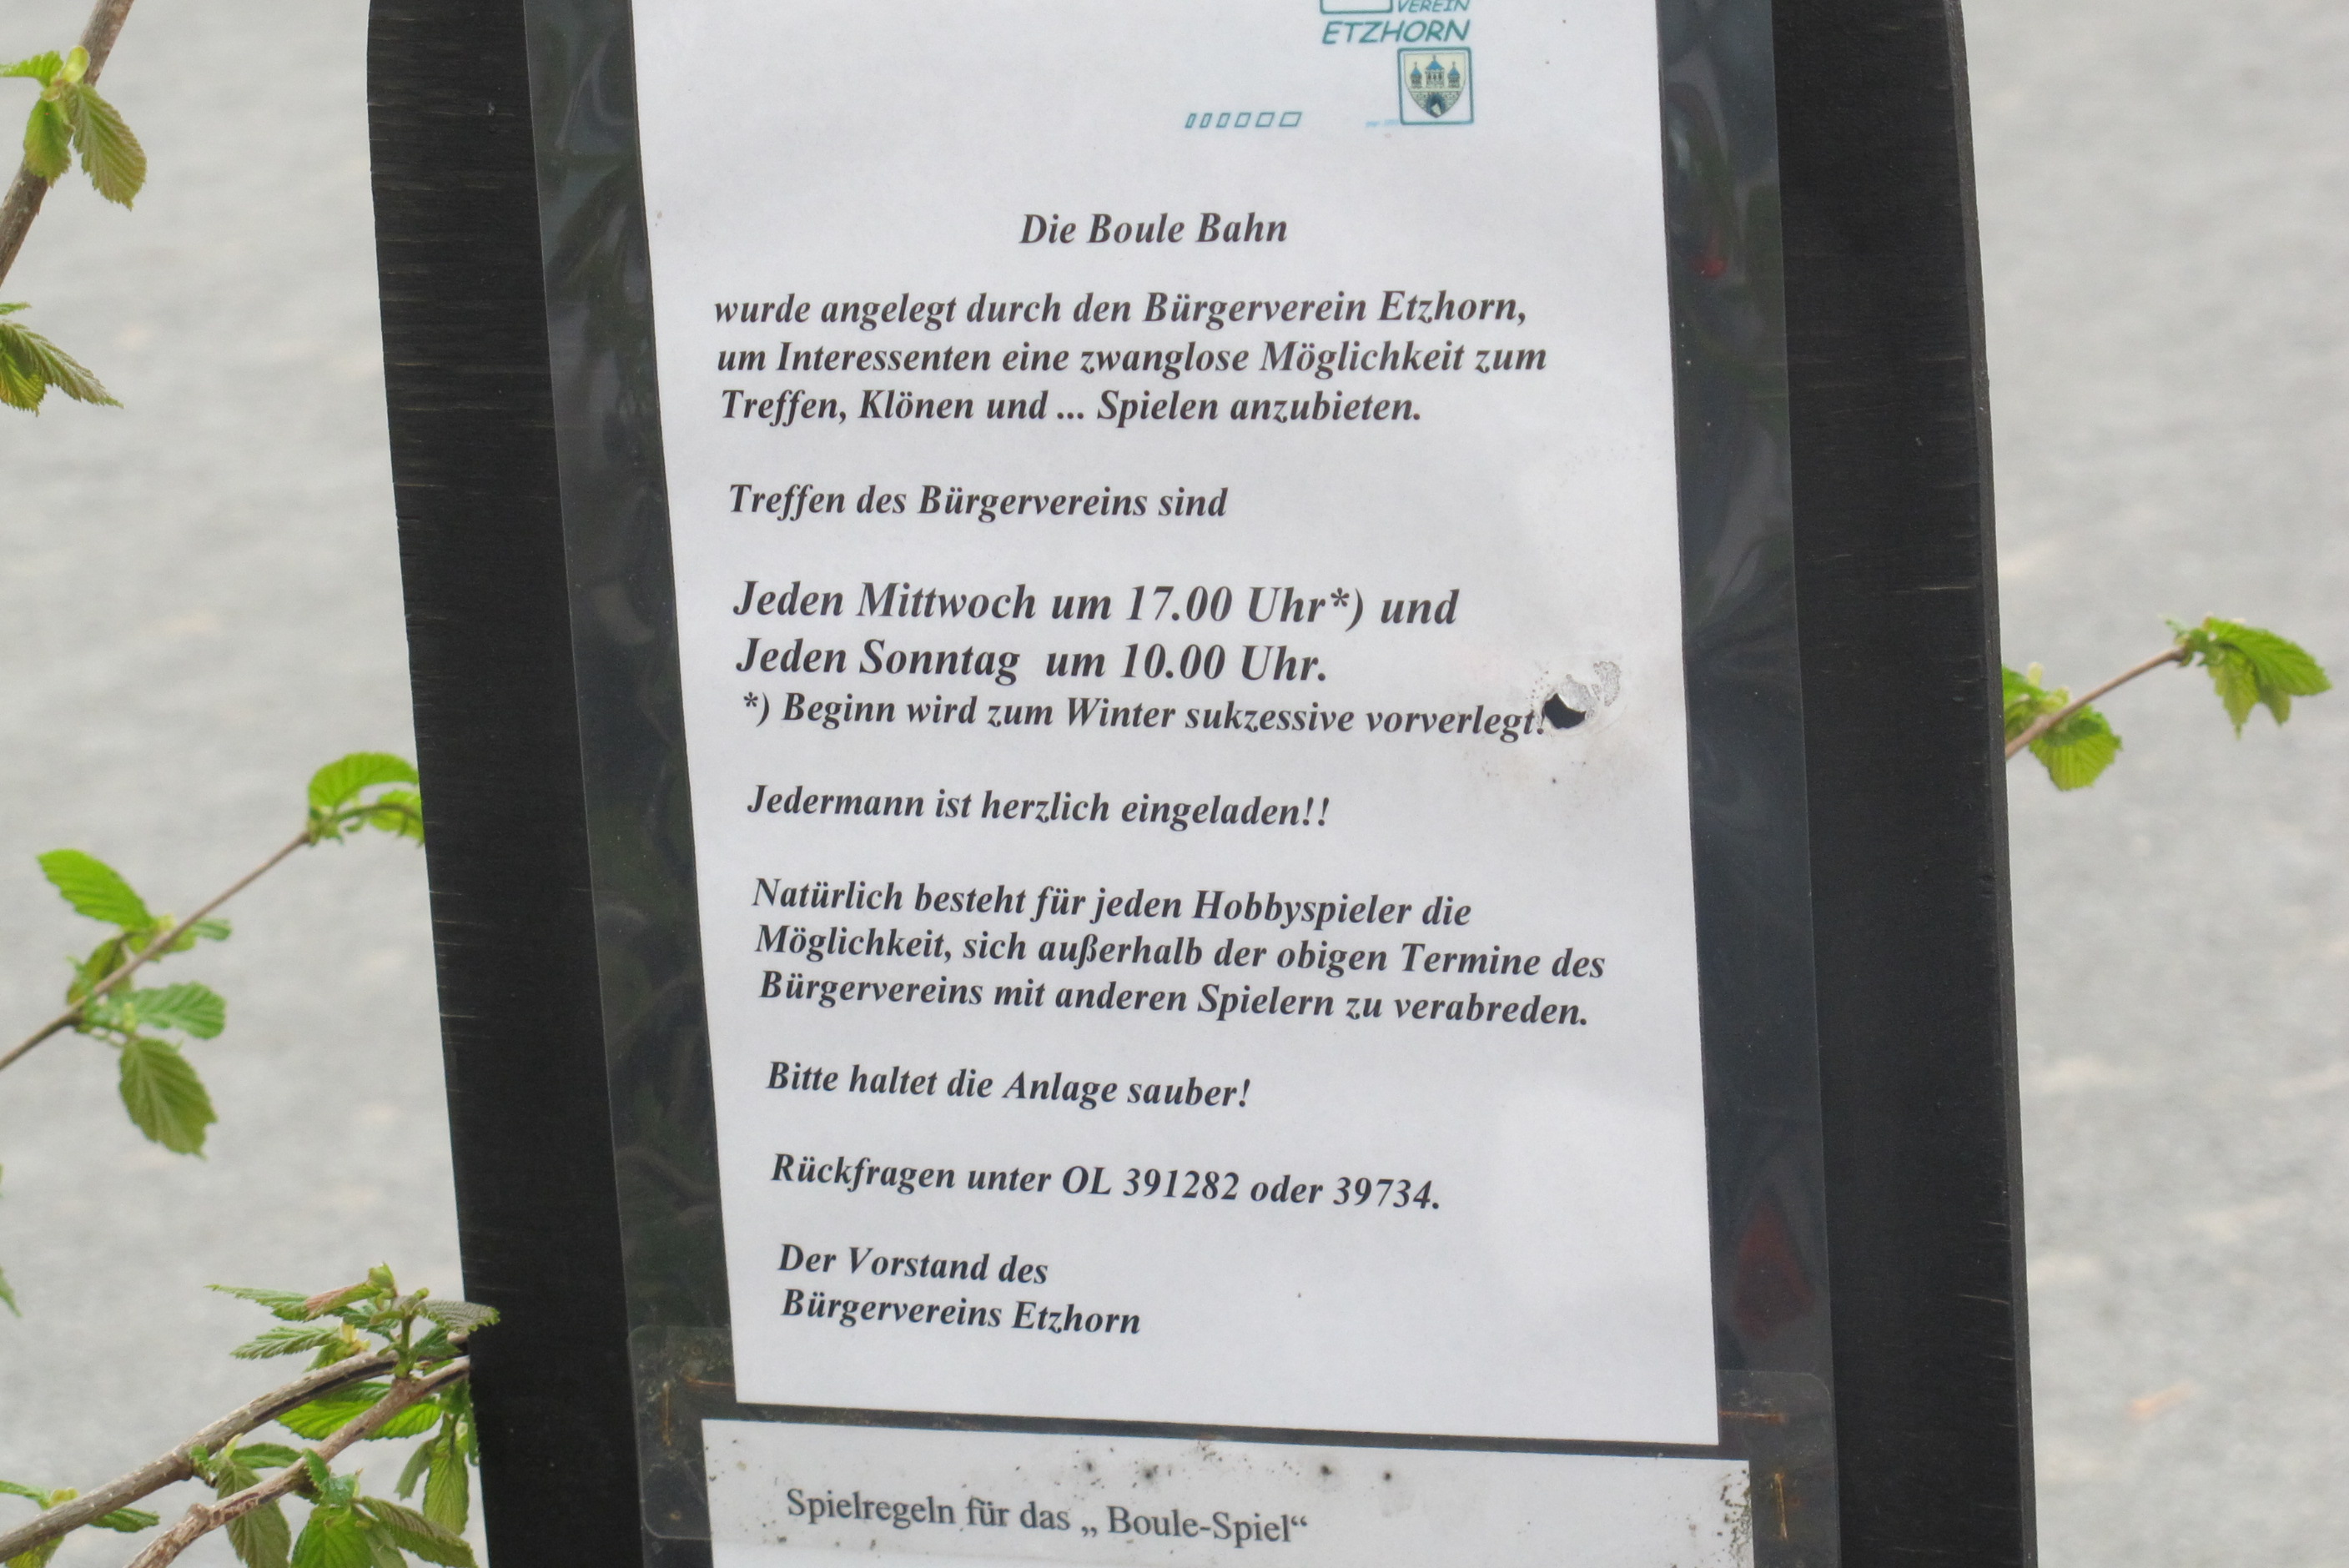 VEREIN
ETZHORN
Die Boule Bahn
wurde angelegt durch den Bürgerverein Etzhorn,
um Interessenten eine zwanglose Möglichkeit zum
Treffen, Klönen und ... Spielen anzubieten.
Treffen des Bürgervereins sind
Jeden Mittwoch um 17.00 Uhr*) und
Jeden Sonntag um 10.00 Uhr.
*) Beginn wird zum Winter sukzessive vorverlegt!
Jedermann ist herzlich eingeladen!!
Natürlich besteht für jeden Hobbyspieler die
Möglichkeit, sich außerhalb der obigen Termine des
Bürgervereins mit anderen Spielern zu verabreden.
Bitte haltet die Anlage sauber!
Rückfragen unter OL 391282 oder 39734.
Der Vorstand des
Bürgervereins Etzhorn
Spielregeln für das „ Boule-Spiel“